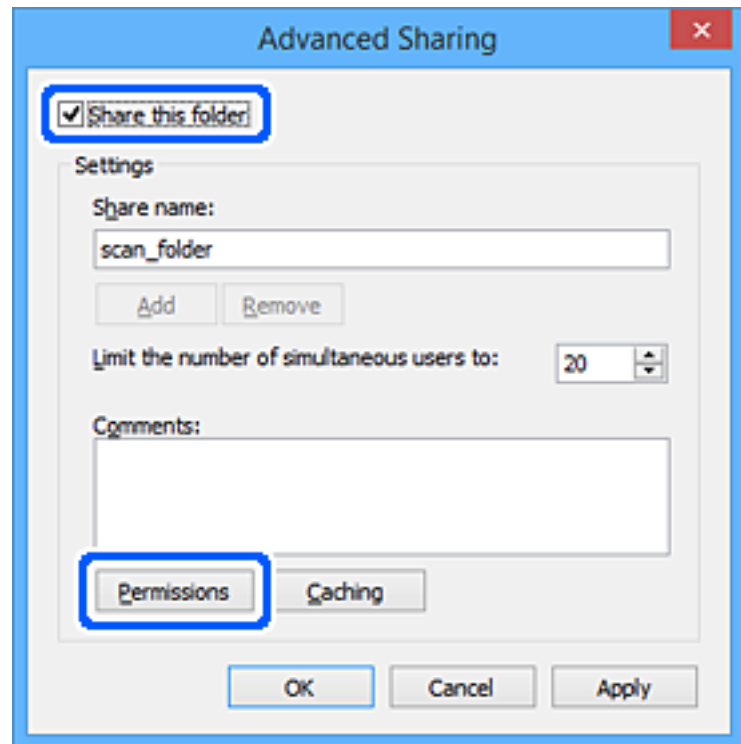 Advanced Sharing
Share this folder
Settings
Share name:
scan_folder
Add Remove
Limit the number of simultaneous users to: 20
Comments:
Permissions Caching
OK Cancel Apply